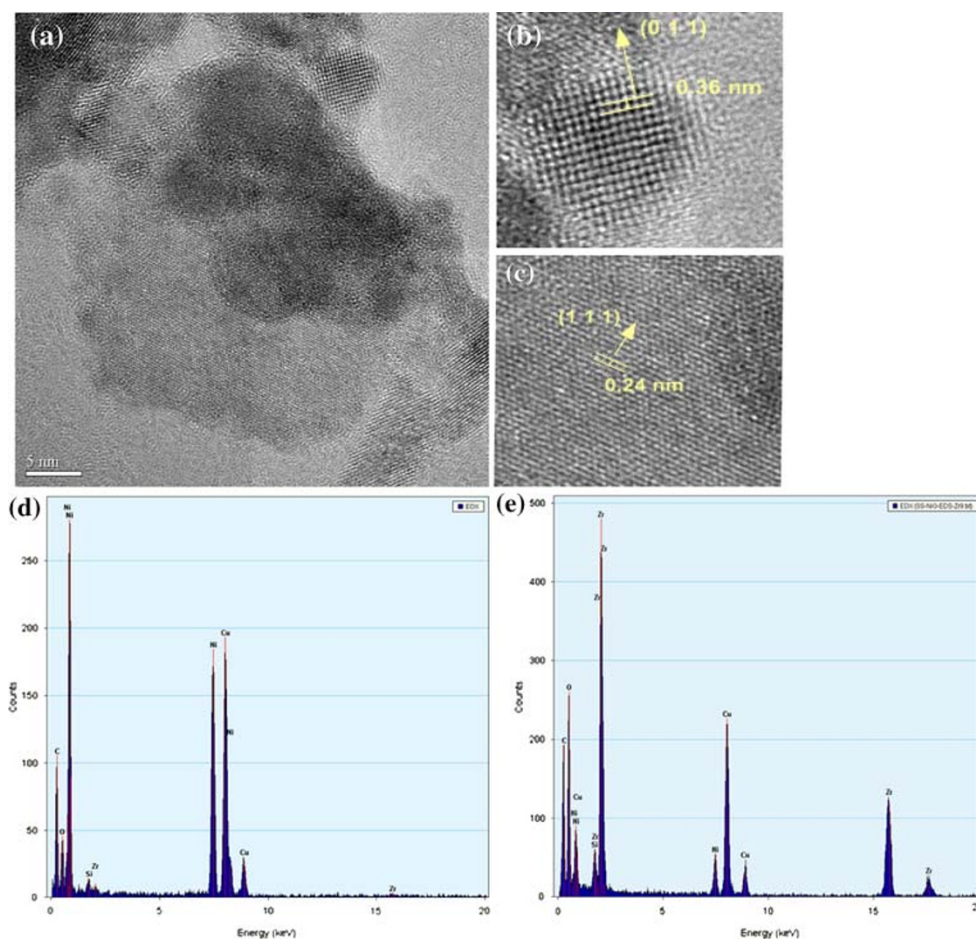 (a)
5 nm
(b)
(0 1 1)
0.36 nm
(c)
(1 1 1)
0.24 nm
(d)
EDX
Ni
Ni
Ni
Cu
Ni
C
O
Si
Zr
Cu
Zr
250
200
150
100
50
0
Counts
0
5
10
15
20
Energy (keV)
(e)
Zr
Zr
Zr
O
C
Cu
Ni
Ni
Zr
Si
Cu
Ni
Cu
Zr
Zr
500
400
300
200
100
0
Counts
0
5
10
15
Energy (keV)